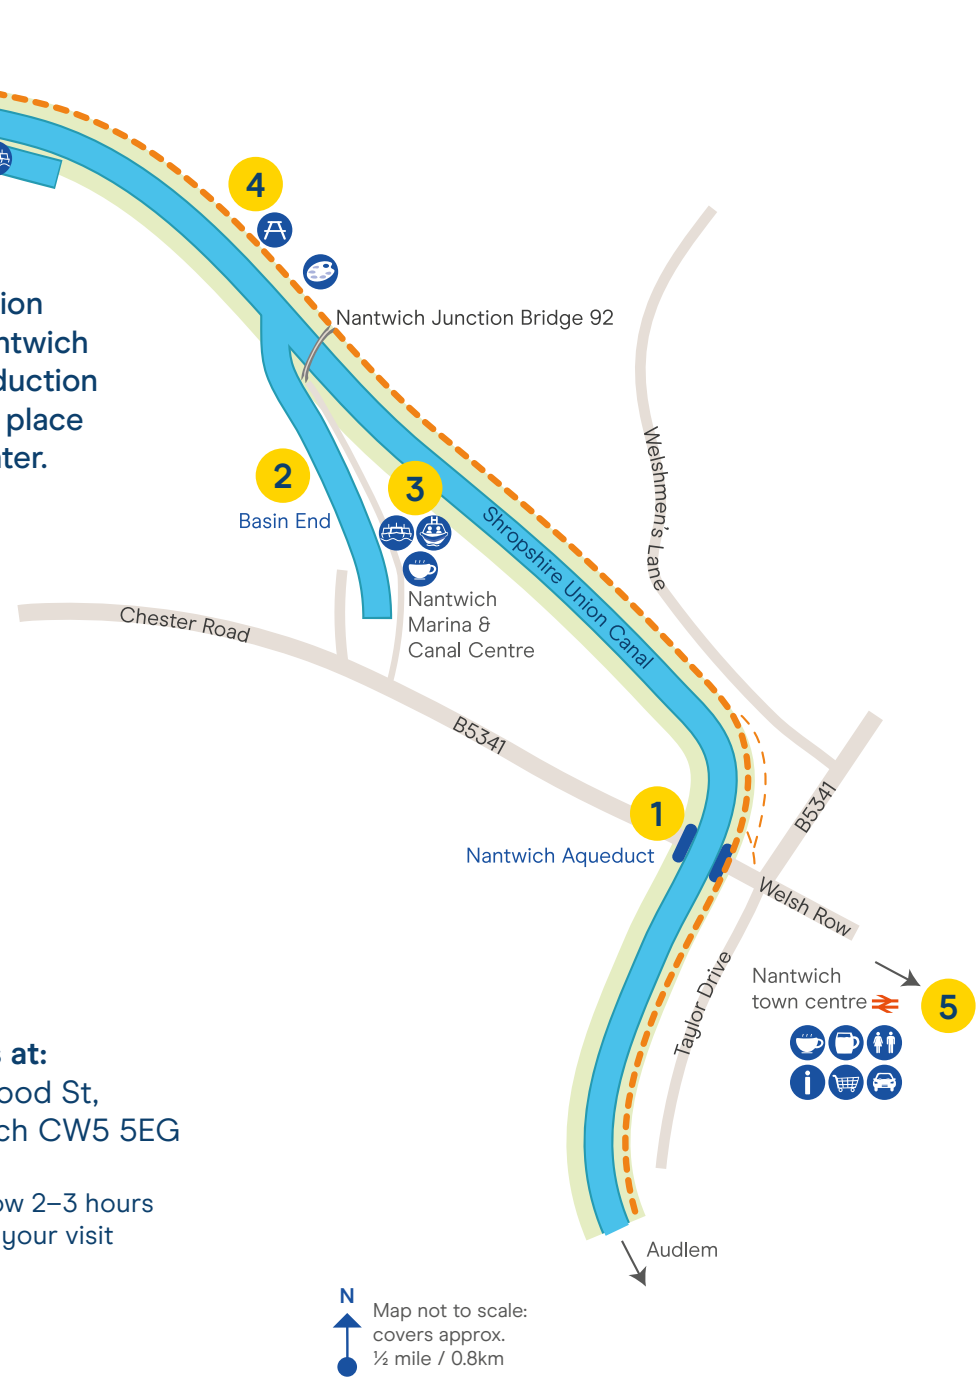 4
Nantwich Junction Bridge 92
ion
ntwich
duction
place
ter.
2
Basin End
3
Nantwich
Marina &
Canal Centre
Shropshire Union Canal
Welshmen's Lane
Chester Road
B5341
1
Nantwich Aqueduct
B5341
Welsh Row
Taylor Drive
Nantwich
town centre
5
s at:
ood St,
ch CW5 5EG
ow 2–3 hours
your visit
Audlem
N
Map not to scale:
covers approx.
½ mile / 0.8km